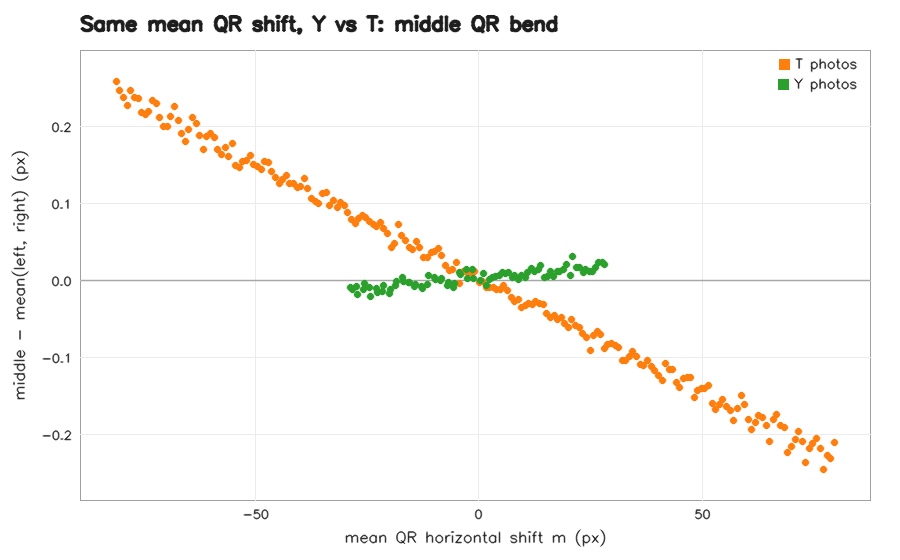 Same mean QR shift, Y vs T: middle QR bend
T photos
Y photos
middle − mean(left, right) (px)
0.2
0.1
0.0
−0.1
−0.2
−50
0
50
mean QR horizontal shift m (px)